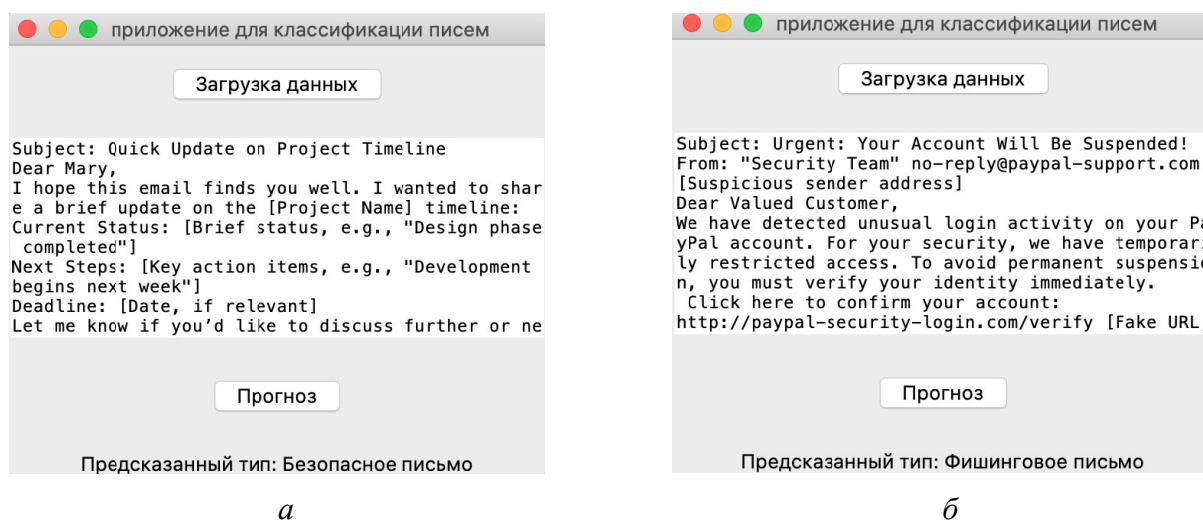 приложение для классификации писем
Загрузка данных
Subject: Quick Update on Project Timeline
Dear Mary,
I hope this email finds you well. I wanted to shar
e a brief update on the [Project Name] timeline:
Current Status: [Brief status, e.g., "Design phase
completed"]
Next Steps: [Key action items, e.g., "Development
begins next week"]
Deadline: [Date, if relevant]
Let me know if you’d like to discuss further or ne
Прогноз
Предсказанный тип: Безопасное письмо
а
приложение для классификации писем
Загрузка данных
Subject: Urgent: Your Account Will Be Suspended!
From: "Security Team" no-reply@paypal-support.com
[Suspicious sender address]
Dear Valued Customer,
We have detected unusual login activity on your Pa
yPal account. For your security, we have temporari
ly restricted access. To avoid permanent suspensio
n, you must verify your identity immediately.
Click here to confirm your account:
http://paypal-security-login.com/verify [Fake URL
Прогноз
Предсказанный тип: Фишинговое письмо
б